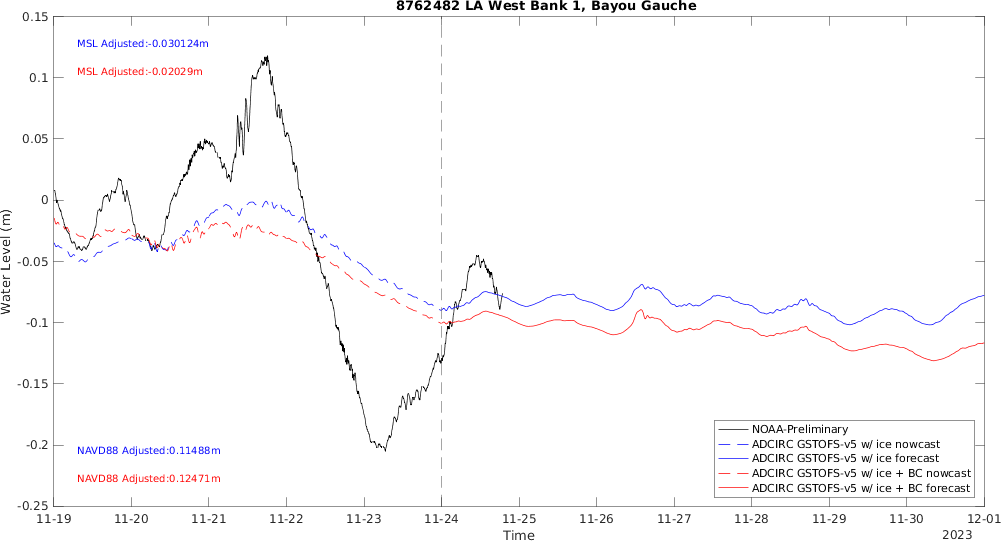 8762482 LA West Bank 1, Bayou Gauche
0.15
0.1
0.05
0
-0.05
-0.1
-0.15
-0.2
-0.25
Water Level (m)
MSL Adjusted:-0.030124m
MSL Adjusted:-0.02029m
NAVD88 Adjusted:0.11488m
NAVD88 Adjusted:0.12471m
NOAA-Preliminary
ADCIRC GSTOFS-v5 w/ ice nowcast
ADCIRC GSTOFS-v5 w/ ice forecast
ADCIRC GSTOFS-v5 w/ ice + BC nowcast
ADCIRC GSTOFS-v5 w/ ice + BC forecast
11-19 11-20 11-21 11-22 11-23 11-24 11-25 11-26 11-27 11-28 11-29 11-30 12-01
Time
2023